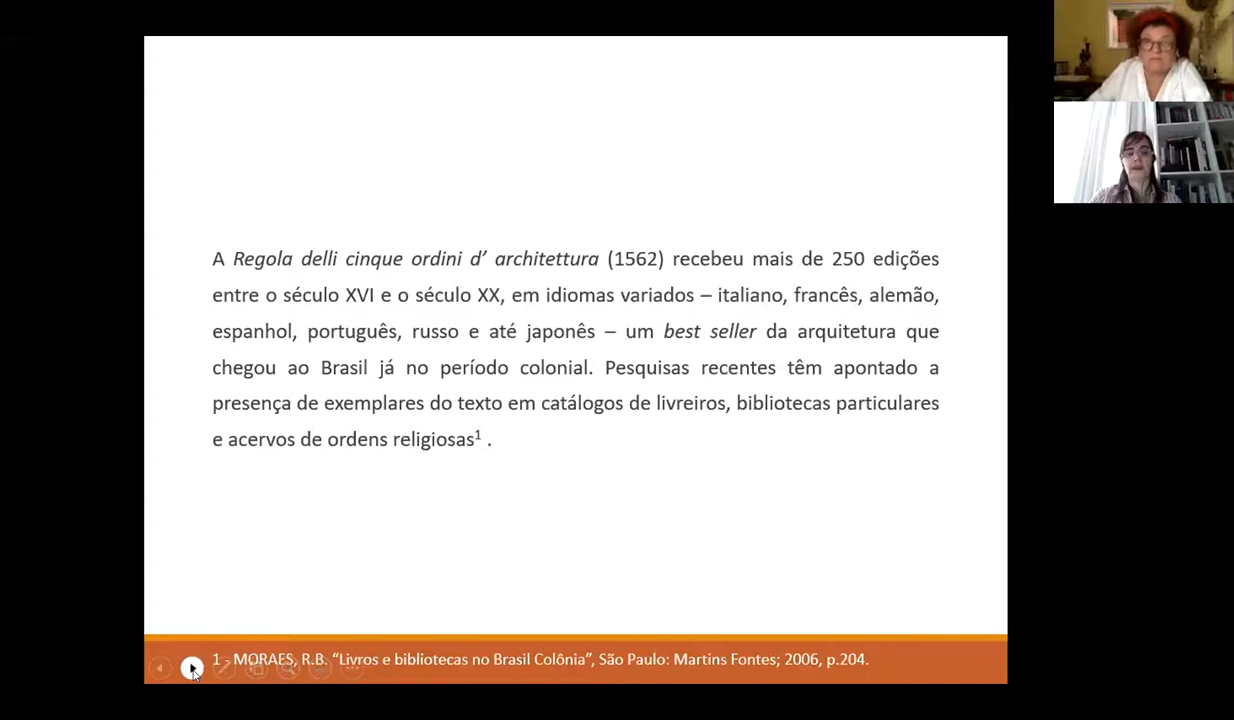 A Regola delli cinque ordini d’ architettura (1562) recebeu mais de 250 edições
entre o século XVI e o século XX, em idiomas variados – italiano, francês, alemão,
espanhol, português, russo e até japonês – um best seller da arquitetura que
chegou ao Brasil já no período colonial. Pesquisas recentes têm apontado a
presença de exemplares do texto em catálogos de livreiros, bibliotecas particulares
e acervos de ordens religiosas¹ .
1 - MORAES, R.B. “Livros e bibliotecas no Brasil Colônia”, São Paulo: Martins Fontes; 2006, p.204.